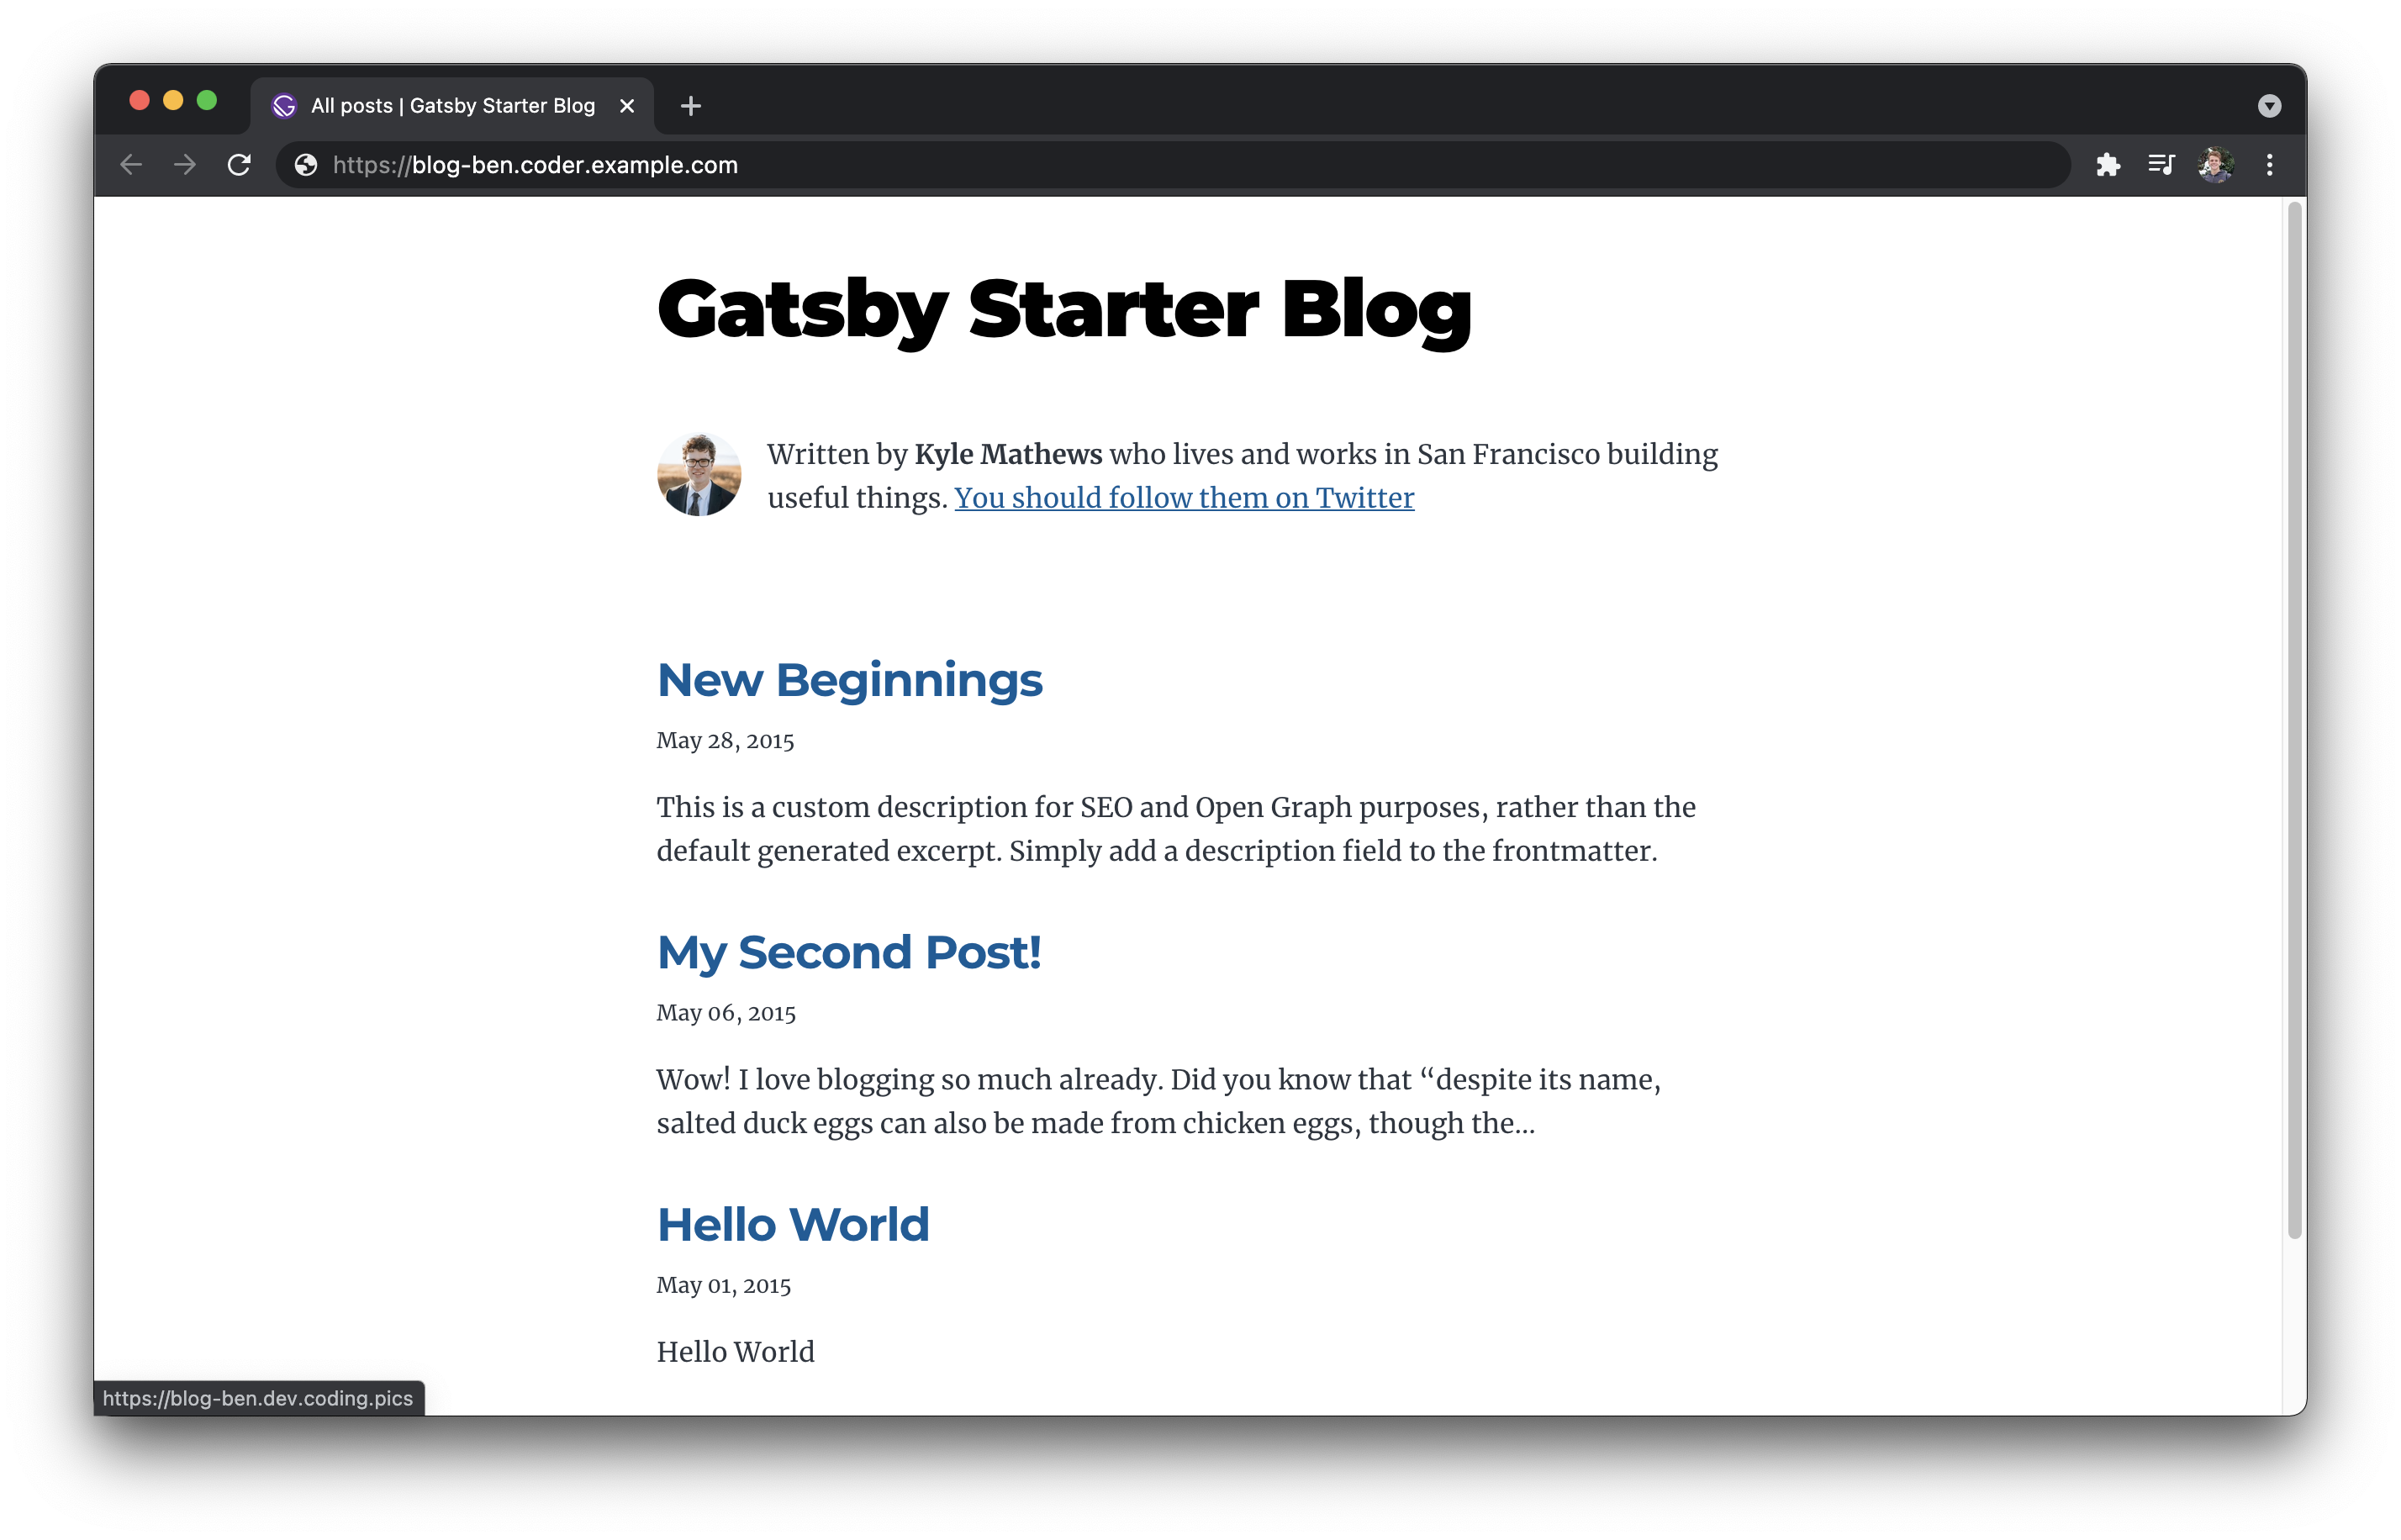 All posts | Gatsby Starter Blog
https://blog-ben.coder.example.com
Gatsby Starter Blog
Written by Kyle Mathews who lives and works in San Francisco building
useful things. You should follow them on Twitter
New Beginnings
May 28, 2015
This is a custom description for SEO and Open Graph purposes, rather than the
default generated excerpt. Simply add a description field to the frontmatter.
My Second Post!
May 06, 2015
Wow! I love blogging so much already. Did you know that “despite its name,
salted duck eggs can also be made from chicken eggs, though the…
Hello World
May 01, 2015
Hello World
https://blog-ben.dev.coding.pics